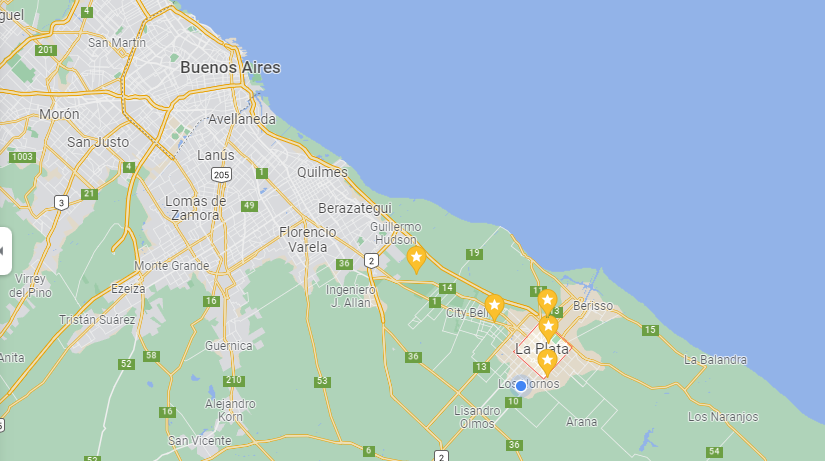 guel
4
San Martin
201
Buenos Aires
Morón
Avellaneda
San Justo
1003
4
Lanús
205
1
Quilmes
3
21
Lomas de
Zamora
49
Berazategui
Guillermo
Hudson
Florencio
Varela
2
36
19
Monte Grande
Virrey
del Pino
Ezeiza
16
Ingeniero
J. Allan
14
1
11
City Bell
13
Berisso
Tristán Suárez
15
Anita
52
58
Guernica
36
La Plata
13
La Balandra
210
53
Los Hornos
10
16
Alejandro
Korn
Lisandro
Olmos
Arana
Los Naranjos
San Vicente
6
36
2
54
52